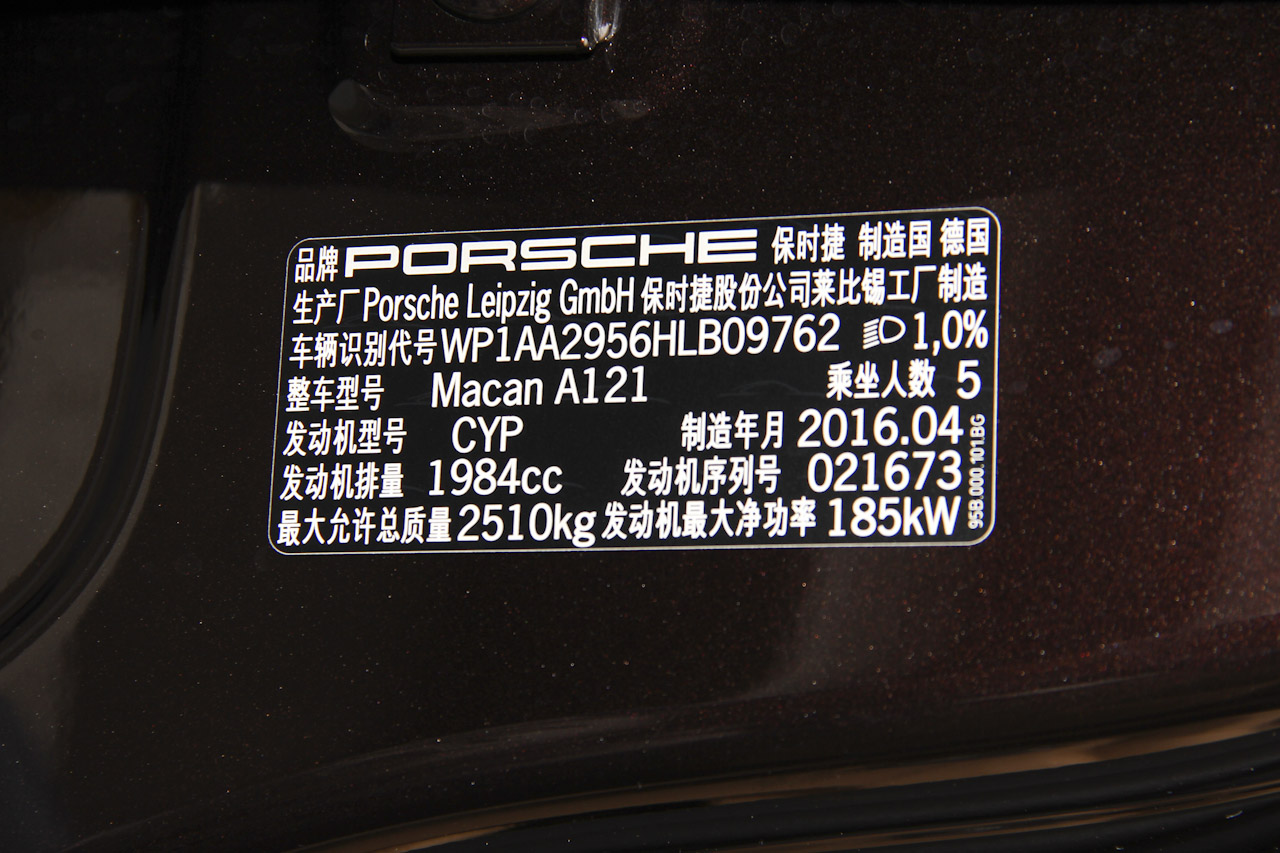 品牌 PORSCHE 保时捷 制造国 德国
生产厂 Porsche Leipzig GmbH 保时捷股份公司莱比锡工厂制造
车辆识别代号 WP1AA2956HLB09762 1,0%
整车型号 Macan A121 乘坐人数 5
发动机型号 CYP 制造年月 2016.04
发动机排量 1984cc 发动机序列号 021673
最大允许总质量 2510kg 发动机最大净功率 185kW
95B.000.101.BG